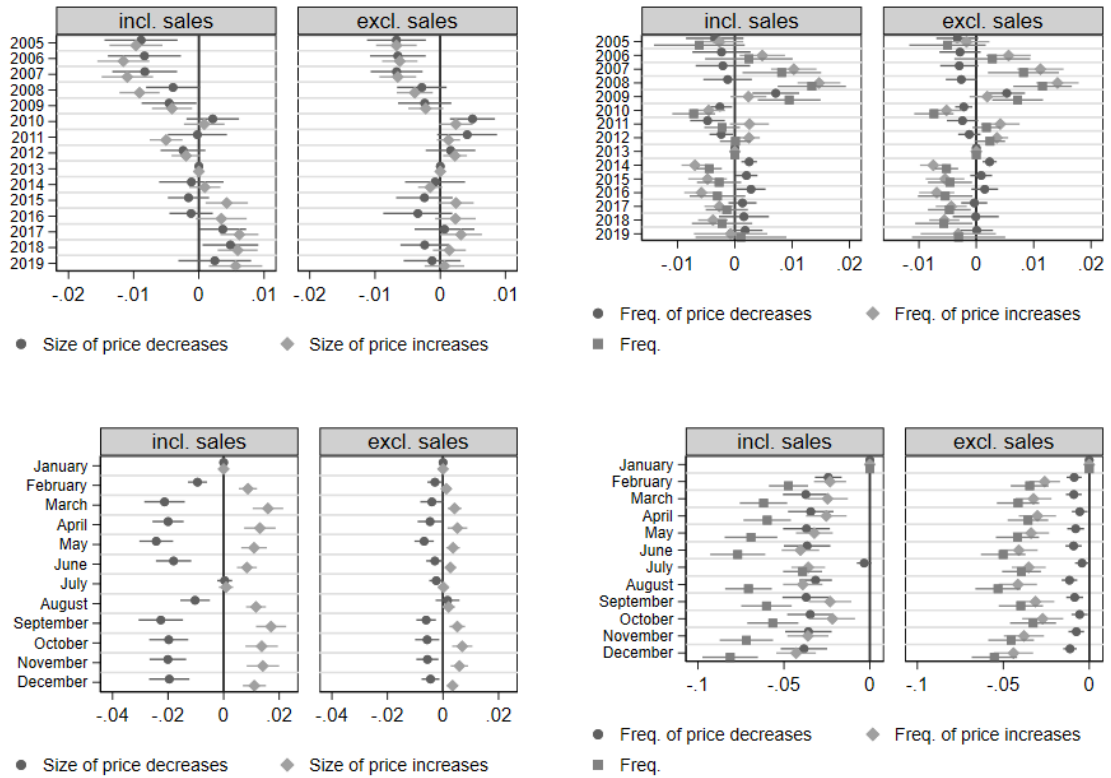 incl. sales
excl. sales
2005
2006
2007
2008
2009
2010
2011
2012
2013
2014
2015
2016
2017
2018
2019
-.02
-.01
0
.01
-.02
-.01
0
.01
Size of price decreases
Size of price increases
incl. sales
excl. sales
2005
2006
2007
2008
2009
2010
2011
2012
2013
2014
2015
2016
2017
2018
2019
-.01
0
.01
.02
-.01
0
.01
.02
Freq. of price decreases
Freq. of price increases
Freq.
incl. sales
excl. sales
January
February
March
April
May
June
July
August
September
October
November
December
-.04
-.02
0
.02
-.04
-.02
0
.02
Size of price decreases
Size of price increases
incl. sales
excl. sales
January
February
March
April
May
June
July
August
September
October
November
December
-.1
-.05
0
-.1
-.05
0
Freq. of price decreases
Freq. of price increases
Freq.